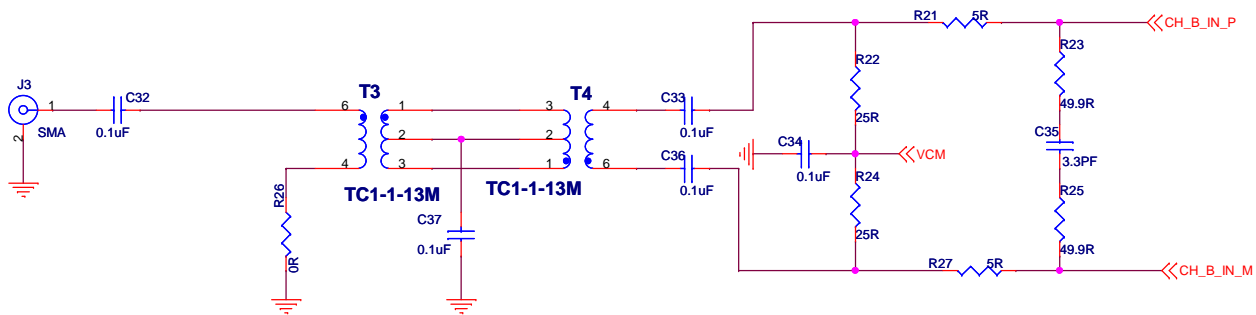 J3
1
2
SMA
C32
0.1uF
6
4
T3
1
2
3
TC1-1-13M
R26
0R
C37
0.1uF
T4
3
2
1
4
6
TC1-1-13M
C33
0.1uF
C36
0.1uF
C34
0.1uF
R22
25R
VCM
R24
25R
R21
5R
CH_B_IN_P
R23
49.9R
C35
3.3PF
R25
49.9R
R27
5R
CH_B_IN_M